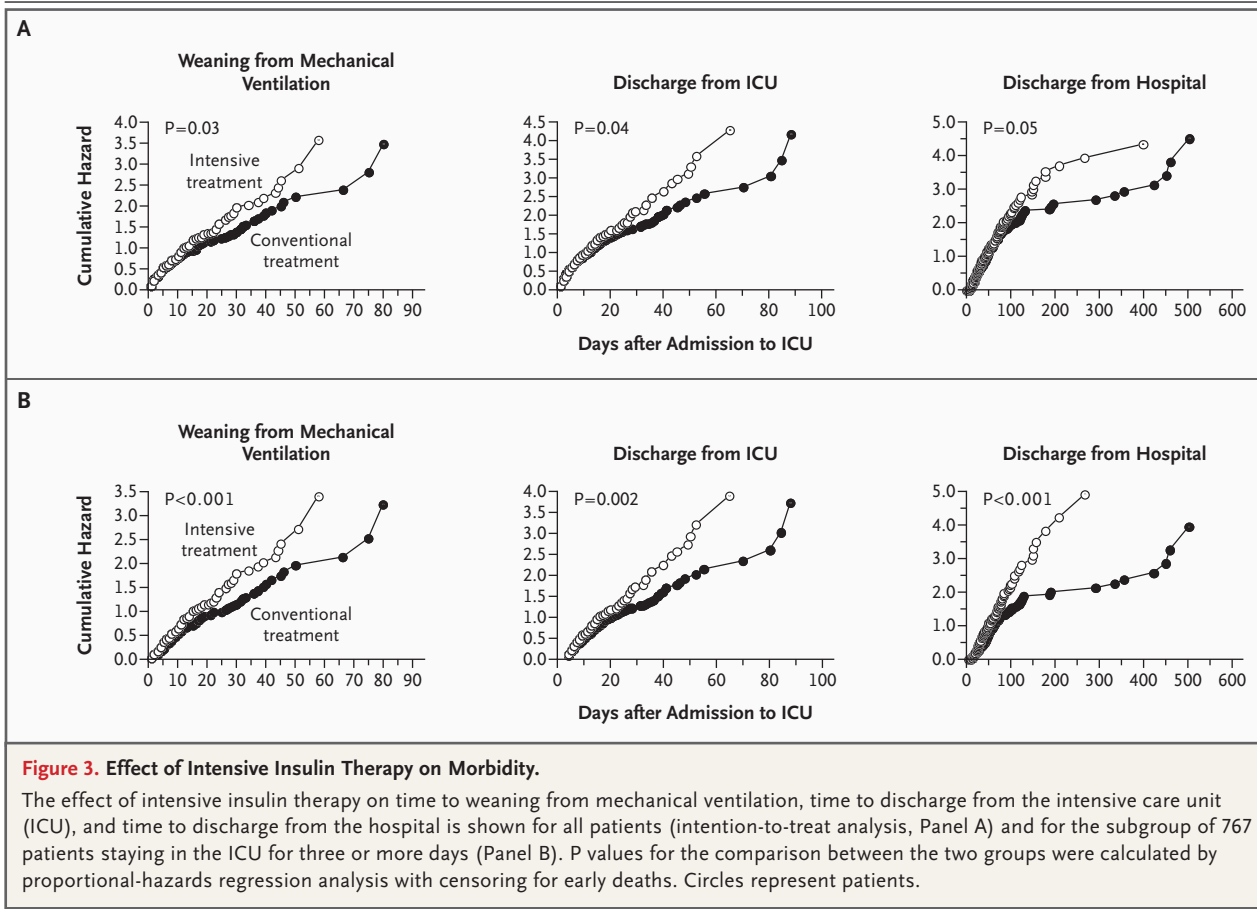 A
Weaning from Mechanical
Ventilation
Cumulative Hazard
4.0
3.5
3.0
2.5
2.0
1.5
1.0
0.5
0.0
P=0.03
Intensive
treatment
Conventional
treatment
0 10 20 30 40 50 60 70 80 90
Discharge from ICU
4.5
4.0
3.5
3.0
2.5
2.0
1.5
1.0
0.5
0.0
P=0.04
0 20 40 60 80 100
Discharge from Hospital
5.0
4.0
3.0
2.0
1.0
0.0
P=0.05
0 100 200 300 400 500 600
Days after Admission to ICU
B
Weaning from Mechanical
Ventilation
Cumulative Hazard
3.5
3.0
2.5
2.0
1.5
1.0
0.5
0.0
P<0.001
Intensive
treatment
Conventional
treatment
0 10 20 30 40 50 60 70 80 90
Discharge from ICU
4.0
3.5
3.0
2.5
2.0
1.5
1.0
0.5
0.0
P=0.002
0 20 40 60 80 100
Discharge from Hospital
5.0
4.0
3.0
2.0
1.0
0.0
P<0.001
0 100 200 300 400 500 600
Days after Admission to ICU
Figure 3. Effect of Intensive Insulin Therapy on Morbidity.
The effect of intensive insulin therapy on time to weaning from mechanical ventilation, time to discharge from the intensive care unit
(ICU), and time to discharge from the hospital is shown for all patients (intention-to-treat analysis, Panel A) and for the subgroup of 767
patients staying in the ICU for three or more days (Panel B). P values for the comparison between the two groups were calculated by
proportional-hazards regression analysis with censoring for early deaths. Circles represent patients.